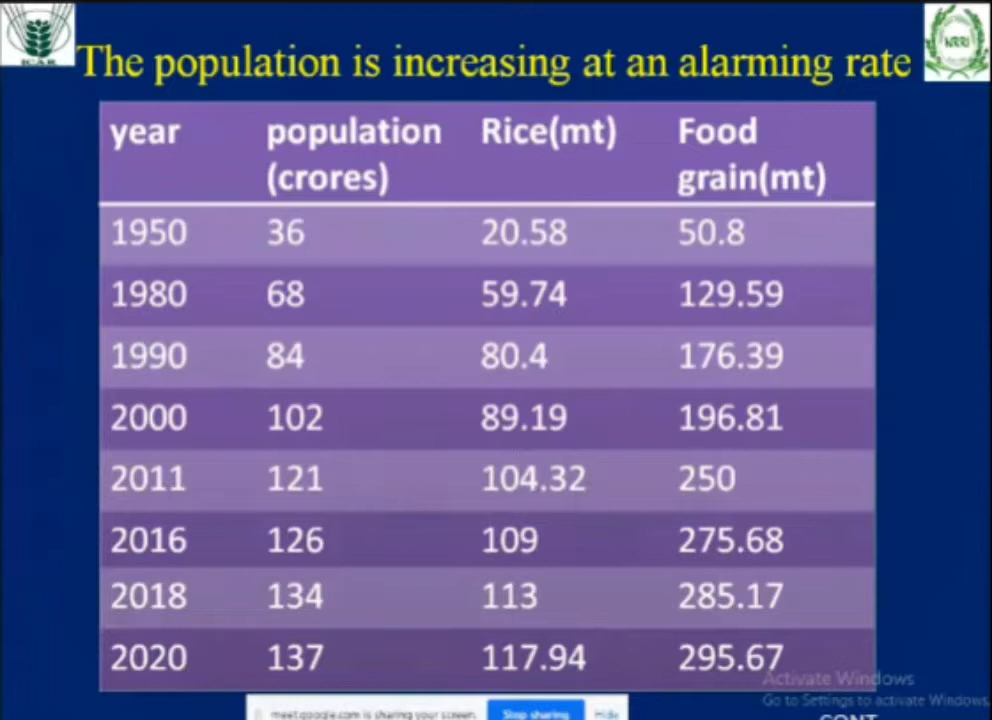 ICAR
NRRI
The population is increasing at an alarming rate
year population (crores) Rice(mt) Food grain(mt)
1950 36 20.58 50.8
1980 68 59.74 129.59
1990 84 80.4 176.39
2000 102 89.19 196.81
2011 121 104.32 250
2016 126 109 275.68
2018 134 113 285.17
2020 137 117.94 295.67
Activate Windows
Go to Settings to activate Windows.
CONT
meet.google.com is sharing your screen. Stop sharing Hide